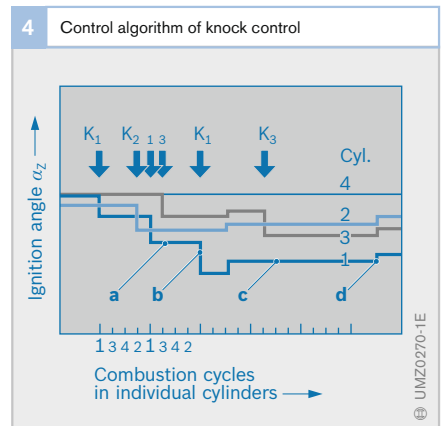 4 Control algorithm of knock control
K₁ K₂ 1 3 K₁ K₃
Cyl.
4
2
3
1
Ignition angle α_Z
a b c d
1 3 4 2 1 3 4 2
Combustion cycles
in individual cylinders
© UMZ0270-1E